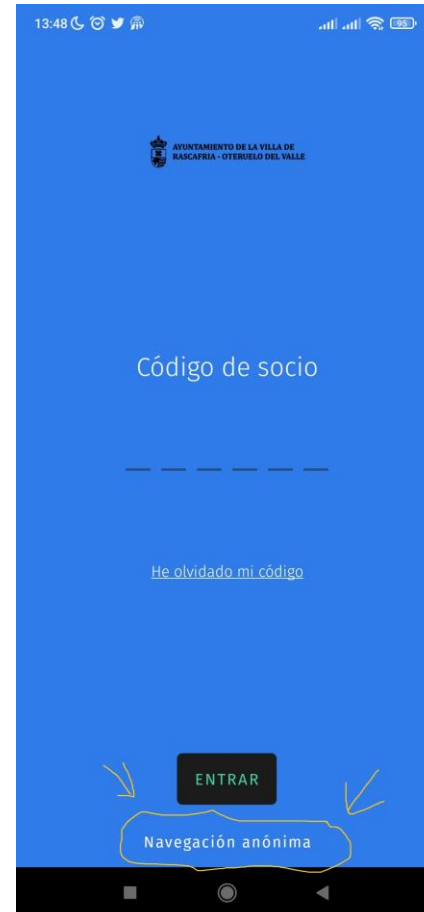 13:48
95
AYUNTAMIENTO DE LA VILLA DE
RASCAFRIA - OTERUELO DEL VALLE
Código de socio
He olvidado mi código
ENTRAR
Navegación anónima